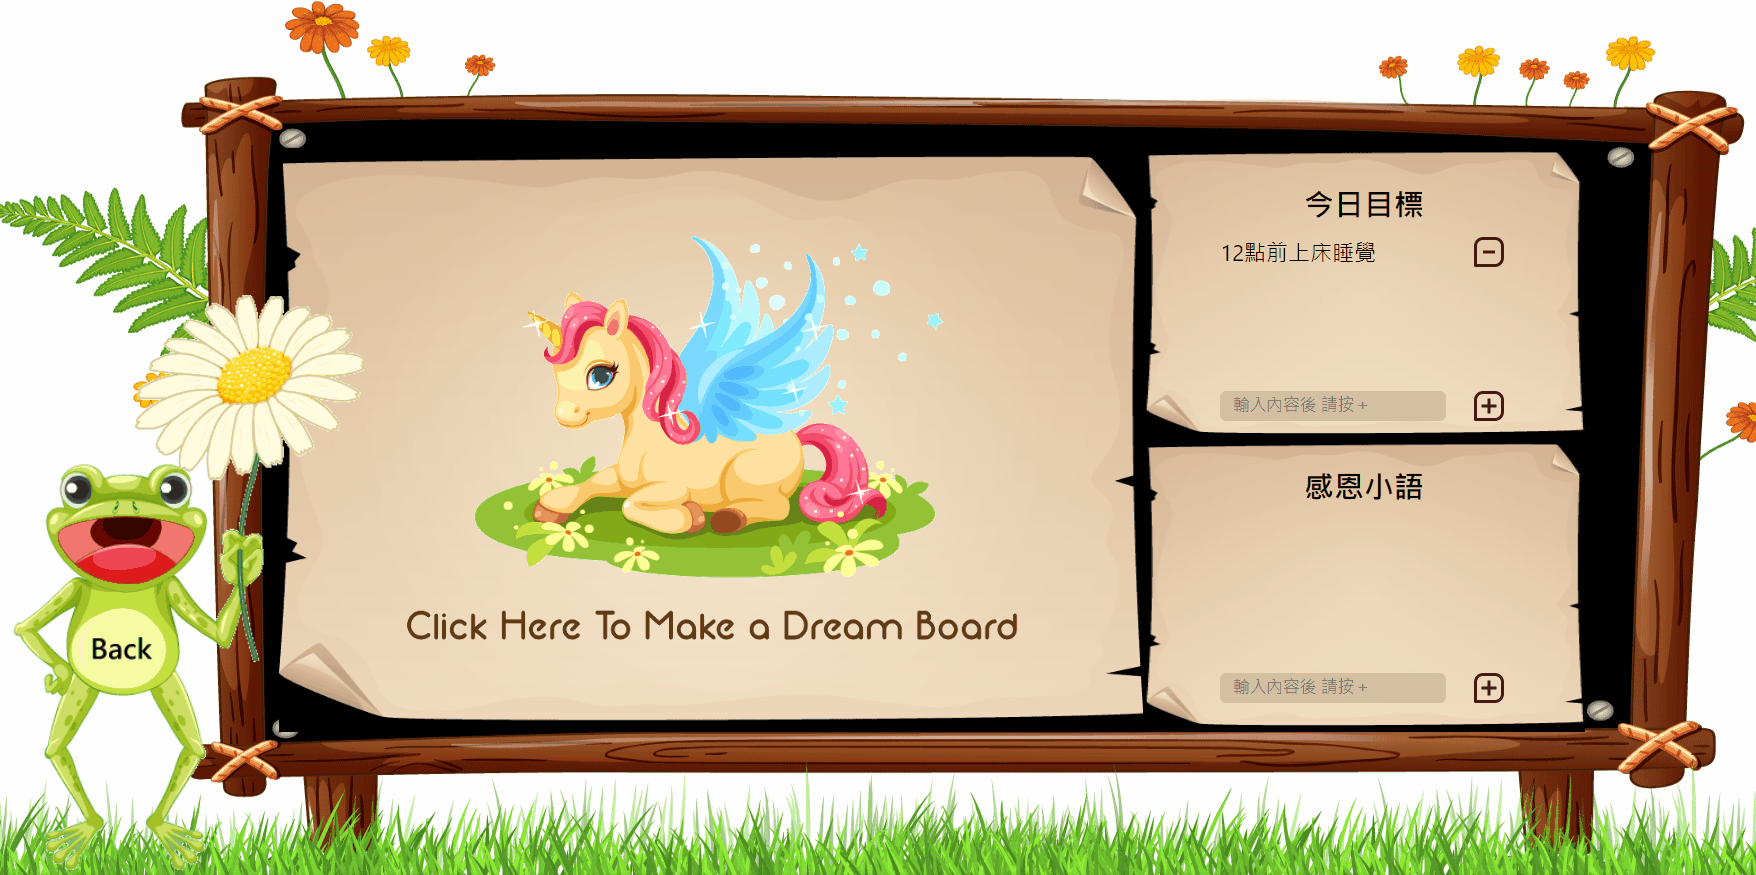 今日目標
12點前上床睡覺
輸入內容後 請按 +
感恩小語
輸入內容後 請按 +
Click Here To Make a Dream Board
Back